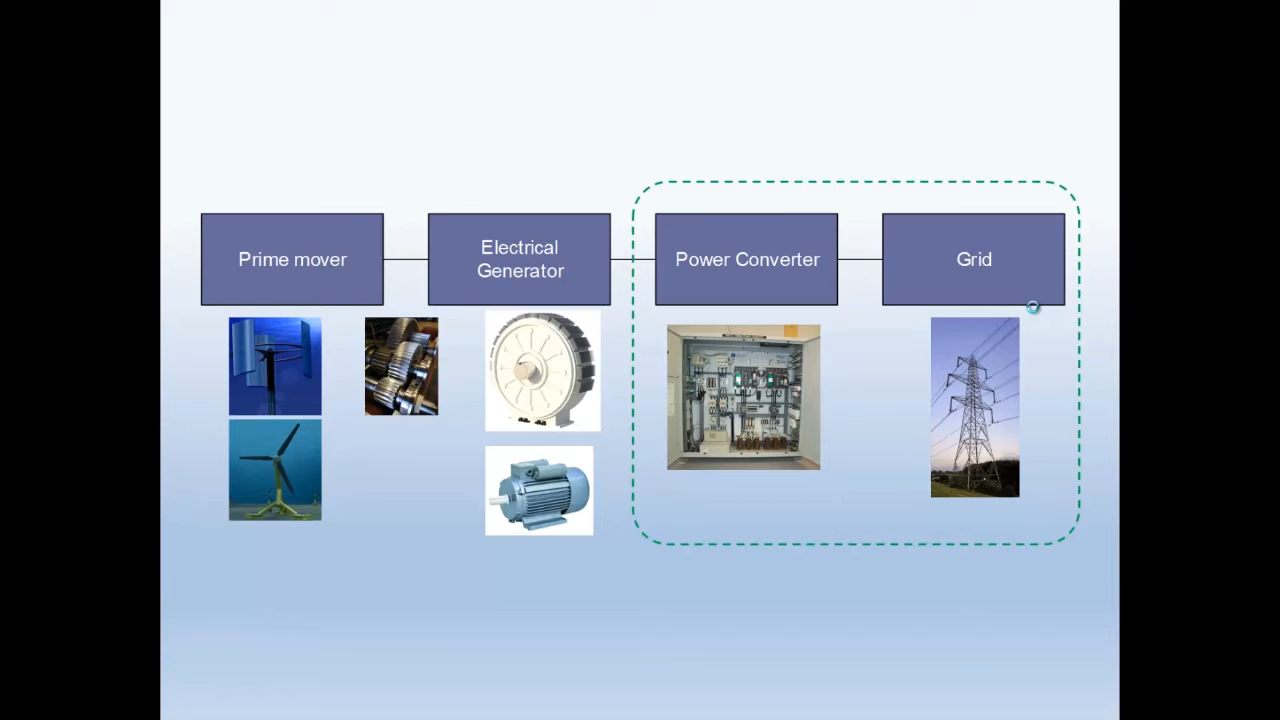 Prime mover
Electrical
Generator
Power Converter
Grid